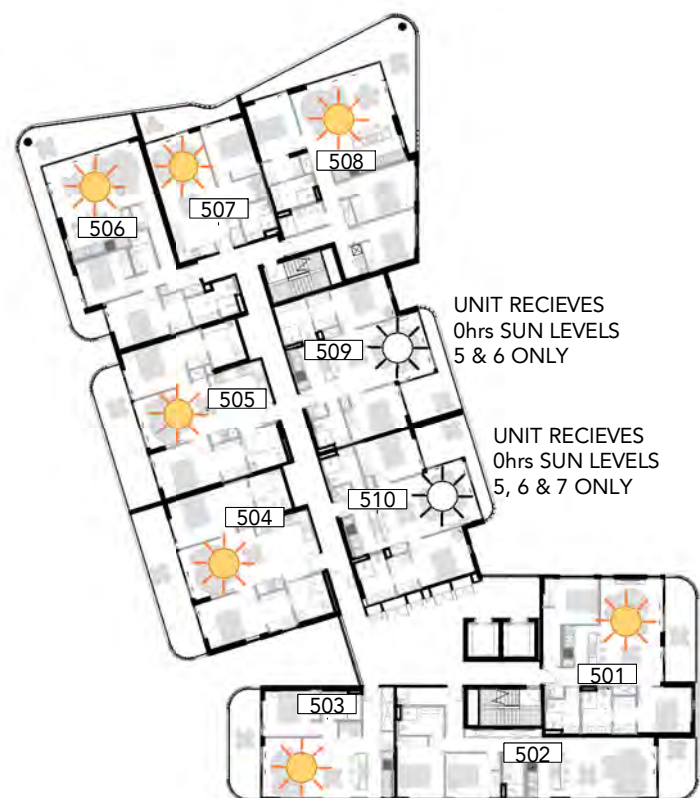 508
507
506
UNIT RECIEVES
0hrs SUN LEVELS
5 & 6 ONLY
509
505
UNIT RECIEVES
0hrs SUN LEVELS
5, 6 & 7 ONLY
510
504
501
503
502